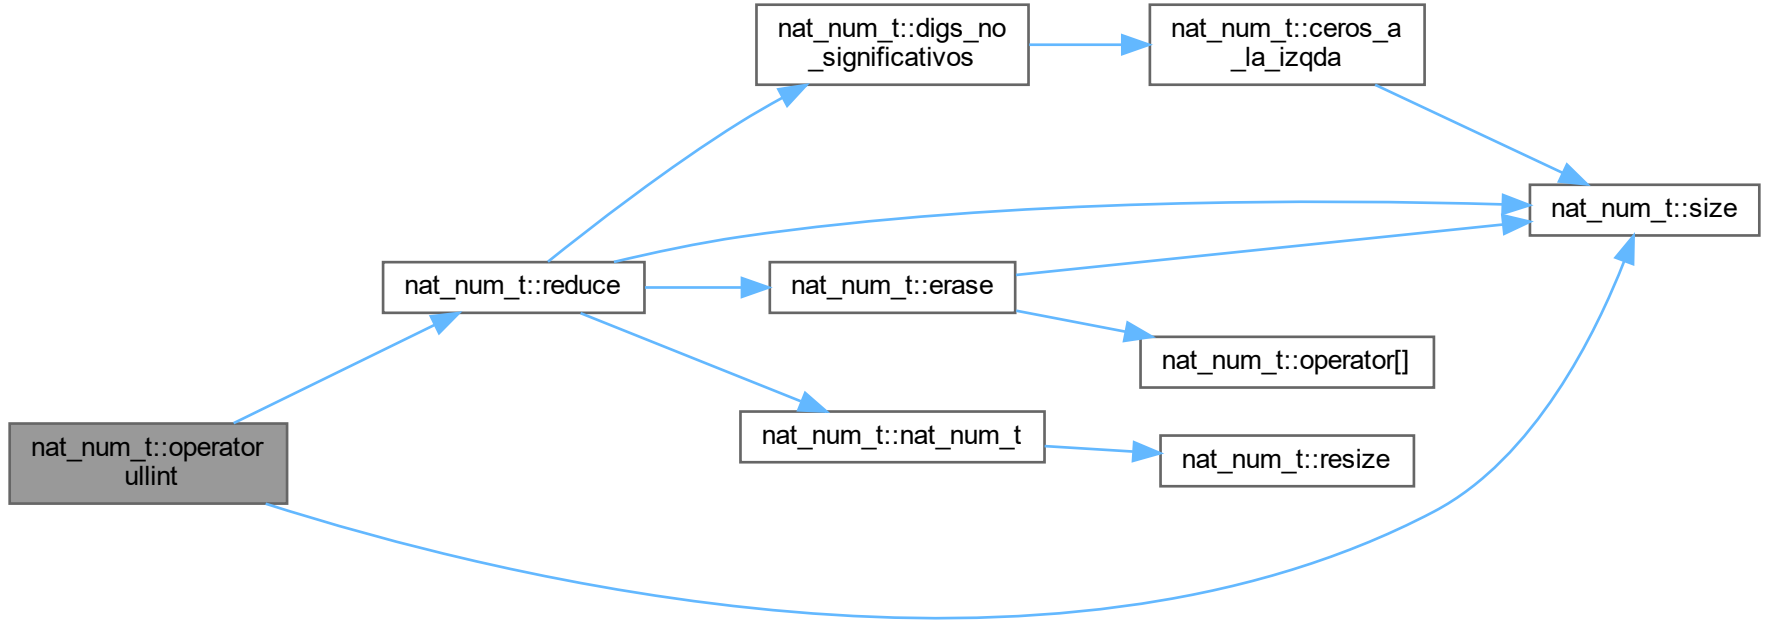 nat_num_t::digs_no
_significativos
nat_num_t::ceros_a
_la_izqda
nat_num_t::size
nat_num_t::reduce
nat_num_t::erase
nat_num_t::operator[]
nat_num_t::nat_num_t
nat_num_t::resize
nat_num_t::operator
ullint